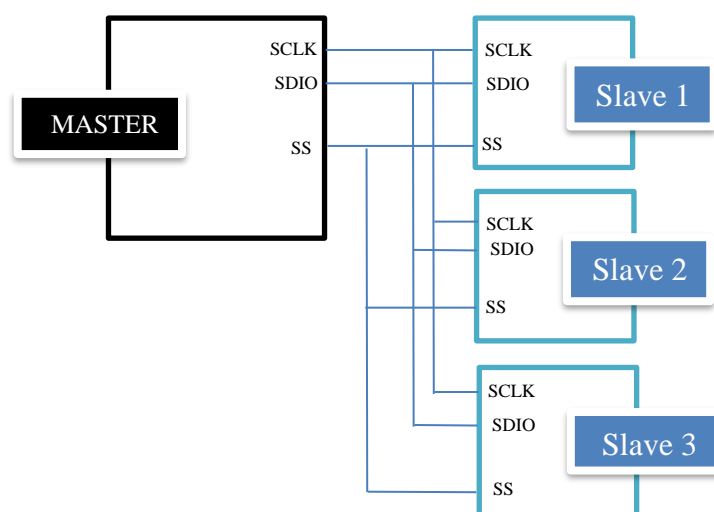 MASTER
SCLK
SDIO
SS
SCLK
SDIO
SS
Slave 1
SCLK
SDIO
SS
Slave 2
SCLK
SDIO
SS
Slave 3